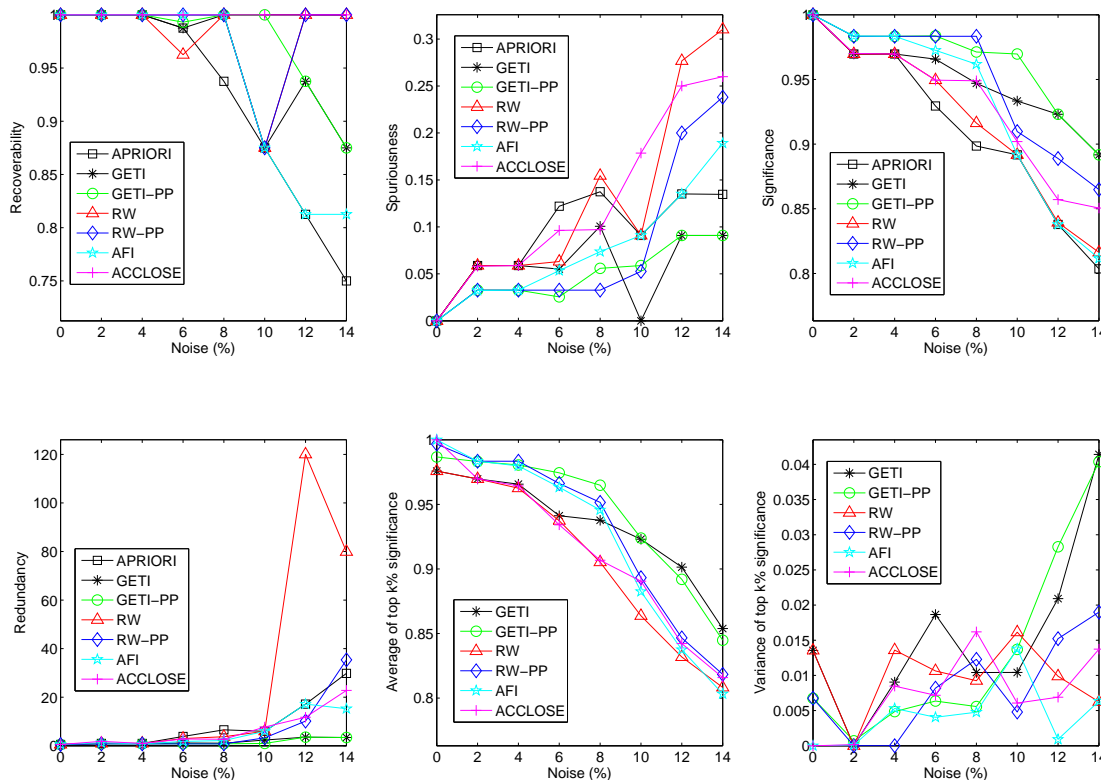 1
0.95
0.9
0.85
0.8
0.75
Recoverability
APRIORI
GETI
GETI−PP
RW
RW−PP
AFI
ACCLOSE
0 2 4 6 8 10 12 14
Noise (%)
0.3
0.25
0.2
0.15
0.1
0.05
0
Spuriousness
APRIORI
GETI
GETI−PP
RW
RW−PP
AFI
ACCLOSE
0 2 4 6 8 10 12 14
Noise (%)
1
0.95
0.9
0.85
0.8
Significance
APRIORI
GETI
GETI−PP
RW
RW−PP
AFI
ACCLOSE
0 2 4 6 8 10 12 14
Noise (%)
120
100
80
60
40
20
0
Redundancy
APRIORI
GETI
GETI−PP
RW
RW−PP
AFI
ACCLOSE
0 2 4 6 8 10 12 14
Noise (%)
1
0.95
0.9
0.85
0.8
Average of top k% significance
GETI
GETI−PP
RW
RW−PP
AFI
ACCLOSE
0 2 4 6 8 10 12 14
Noise (%)
0.04
0.035
0.03
0.025
0.02
0.015
0.01
0.005
0
Variance of top k% significance
GETI
GETI−PP
RW
RW−PP
AFI
ACCLOSE
0 2 4 6 8 10 12 14
Noise (%)